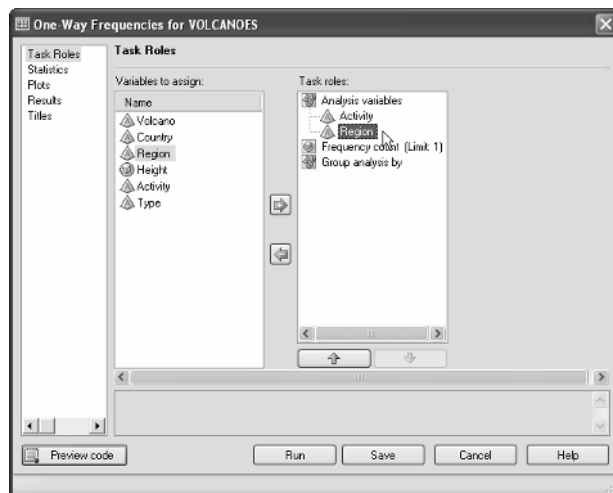 One-Way Frequencies for VOLCANOES
Task Roles
Statistics
Plots
Results
Titles
Task Roles
Variables to assign:
Name
Volcano
Country
Region
Height
Activity
Type
Task roles:
Analysis variables
Activity
Region
Frequency count (Limit: 1)
Group analysis by
Preview code
Run
Save
Cancel
Help